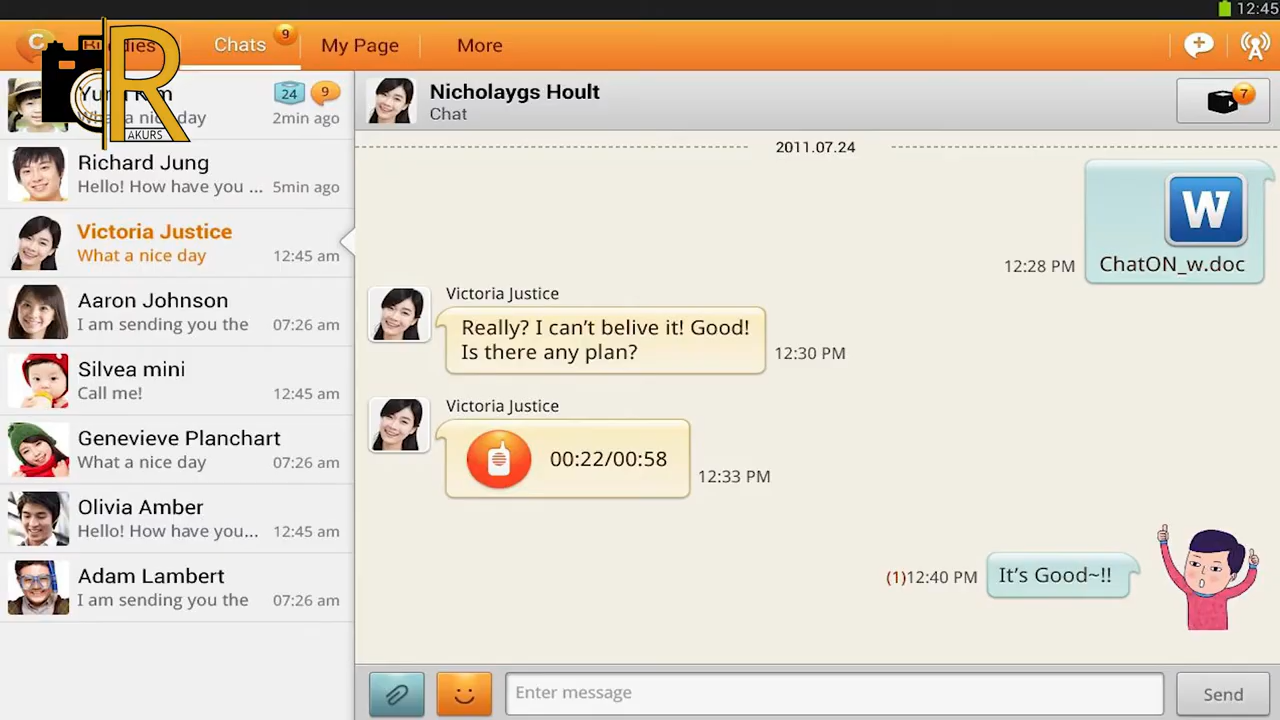 12:45
Chats
9
My Page
More
R
AKURS
24
9
2min ago
Richard Jung
Hello! How have you ...
5min ago
Victoria Justice
What a nice day
12:45 am
Aaron Johnson
I am sending you the
07:26 am
Silvea mini
Call me!
12:45 am
Genevieve Planchart
What a nice day
07:26 am
Olivia Amber
Hello! How have you...
12:45 am
Adam Lambert
I am sending you the
07:26 am
Nicholaygs Hoult
Chat
7
2011.07.24
W
ChatON_w.doc
12:28 PM
Victoria Justice
Really? I can’t belive it! Good!
Is there any plan?
12:30 PM
Victoria Justice
00:22/00:58
12:33 PM
(1)12:40 PM
It’s Good~!!
Enter message
Send